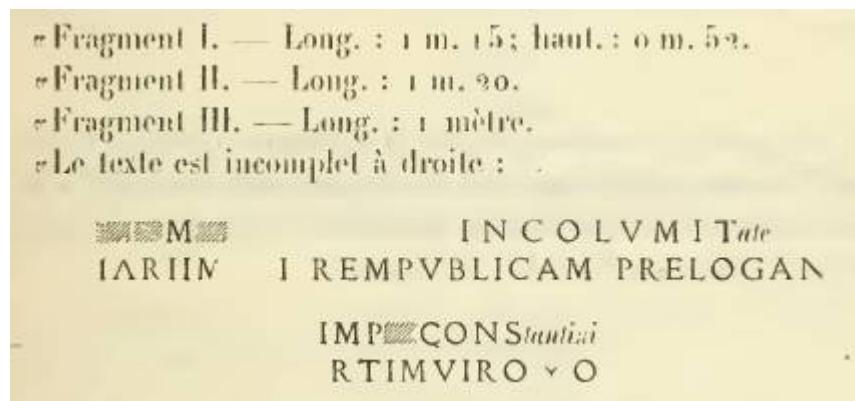 "Fragment I. — Long. : 1 m. 15; haut. : 0 m. 52.
"Fragment II. — Long. : 1 m. 20.
"Fragment III. — Long. : 1 mètre.
"Le texte est incomplet à droite :
M INCOLVMITate
IARIIM I REMPVBLICAM PRELOGAN
IMP CONStantini
RTIMVIRO v O